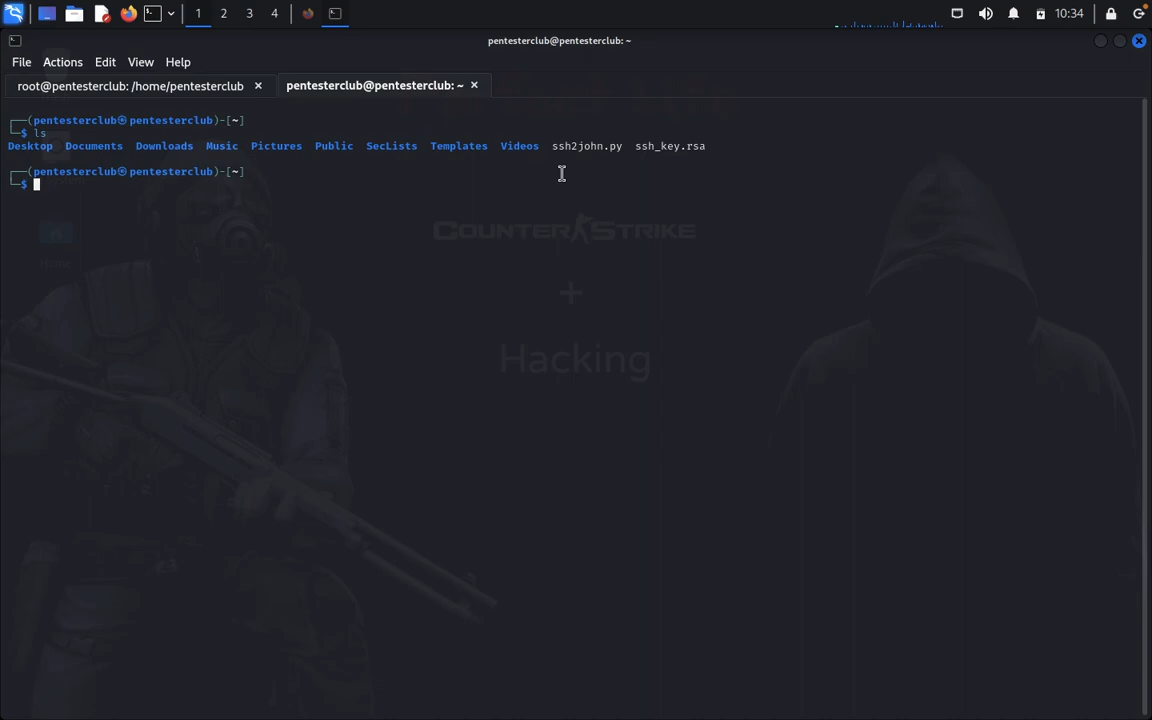 1 2 3 4 10:34
pentesterclub@pentesterclub: ~
File Actions Edit View Help
root@pentesterclub: /home/pentesterclub × pentesterclub@pentesterclub: ~ ×
┌──(pentesterclub㉿pentesterclub)-[~]
└─$ ls
Desktop Documents Downloads Music Pictures Public SecLists Templates Videos ssh2john.py ssh_key.rsa
┌──(pentesterclub㉿pentesterclub)-[~]
└─$
COUNTER STRIKE
+
Hacking
Home